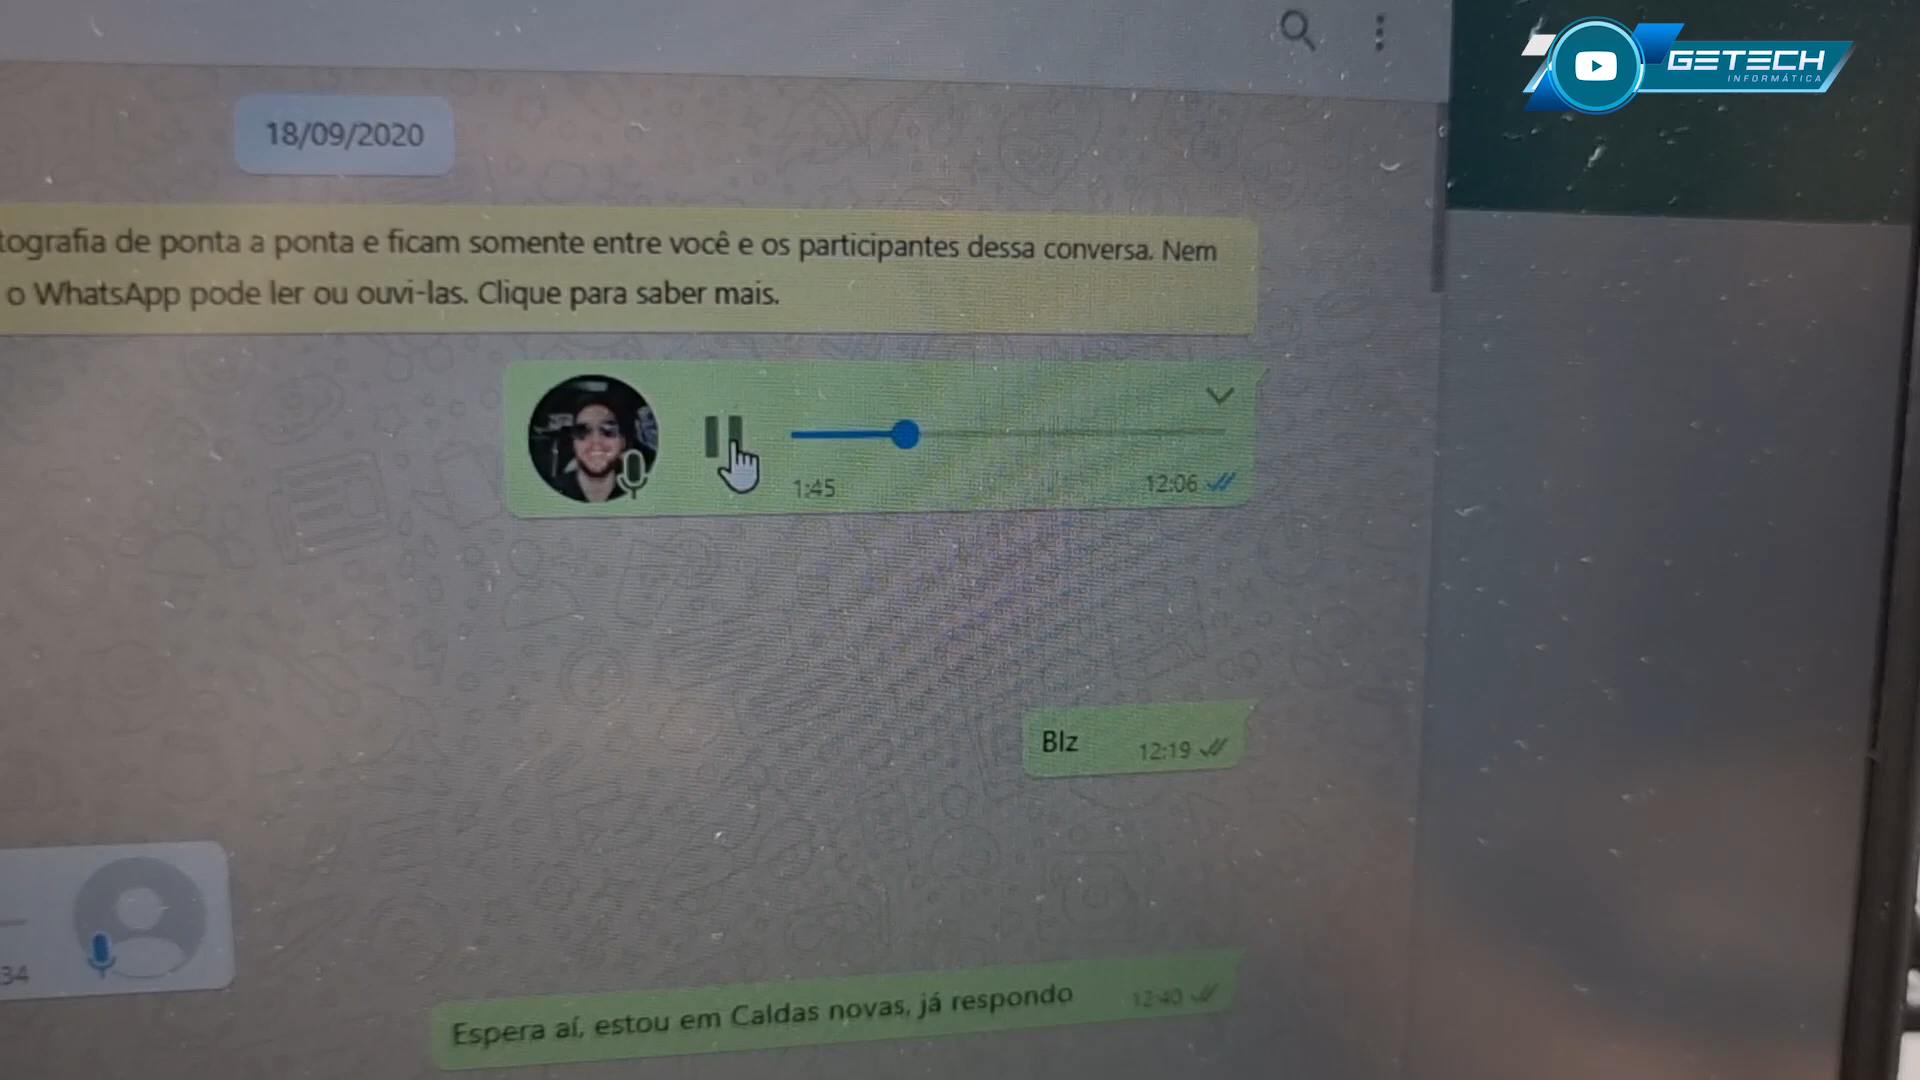 GETECH
INFORMÁTICA
18/09/2020
tografia de ponta a ponta e ficam somente entre você e os participantes dessa conversa. Nem
o WhatsApp pode ler ou ouvi-las. Clique para saber mais.
1:45
12:06
Blz
12:19
34
Espera aí, estou em Caldas novas, já respondo
12:40